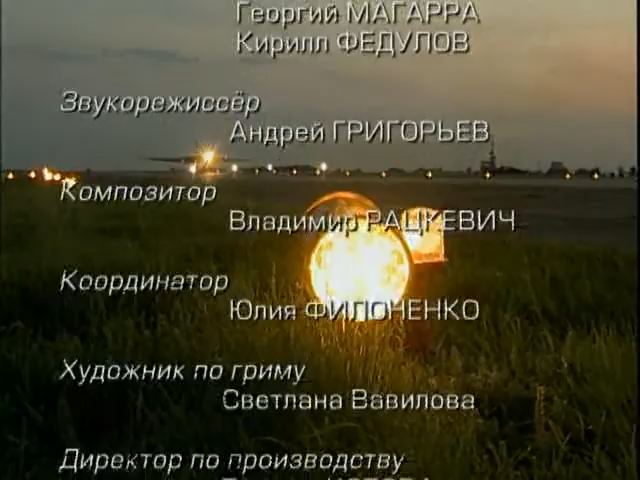 Георгий МАГАРРА
Кирилл ФЕДУЛОВ
Звукорежиссёр
Андрей ГРИГОРЬЕВ
Композитор
Владимир РАЦКЕВИЧ
Координатор
Юлия ФИЛОНЕНКО
Художник по гриму
Светлана Вавилова
Директор по производству